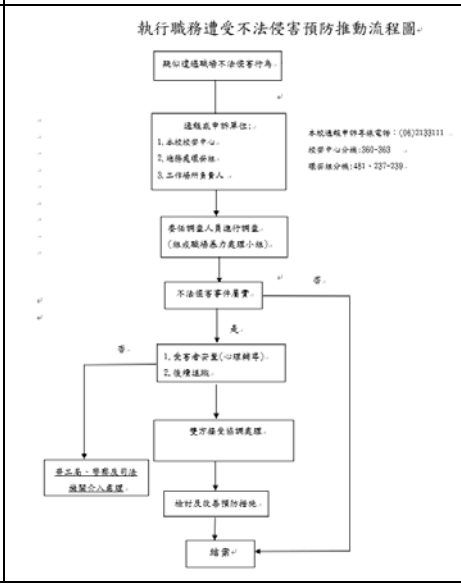 執行職務遭受不法侵害預防推動流程圖
疑似遭遇職場不法侵害行為
通報或申訴單位:
1.本校校安中心
2.總務處環安組
3.工作場所負責人
本校通報申訴專線電話：(06)2133111
校安中心分機:360-363
環安組分機:481、237-239
委任調查人員進行調查
(組成職場暴力處理小組)
不法侵害事件屬實
否
是
否
1.受害者安置(心理輔導)
2.後續追蹤
雙方接受協調處理
勞工局、警察及司法
機關介入處理
檢討及改善預防措施
結案